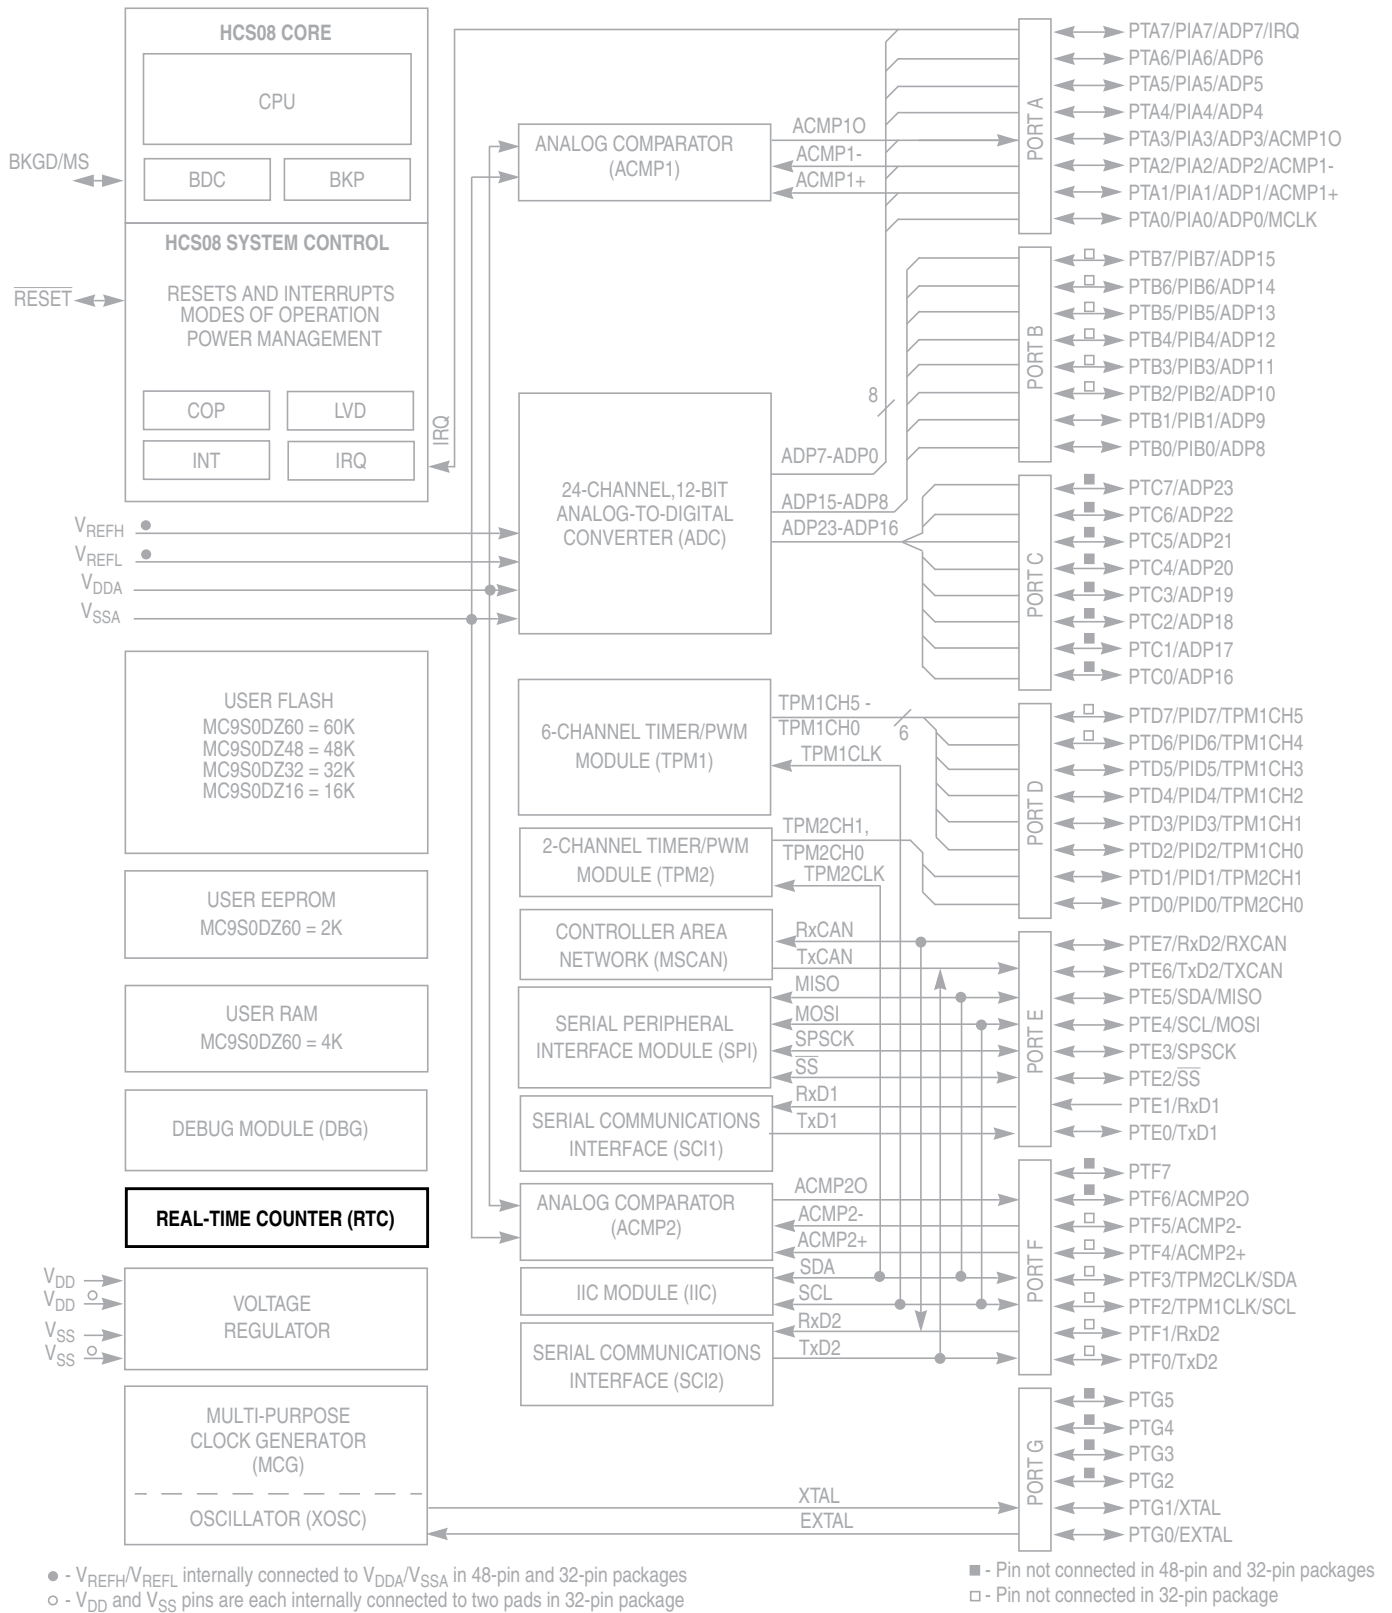 HCS08 CORE
CPU
BDC
BKP
BKGD/MS
HCS08 SYSTEM CONTROL
RESETS AND INTERRUPTS
MODES OF OPERATION
POWER MANAGEMENT
RESET
COP
LVD
INT
IRQ
IRQ
VREFH
VREFL
VDDA
VSSA
USER FLASH
MC9S0DZ60 = 60K
MC9S0DZ48 = 48K
MC9S0DZ32 = 32K
MC9S0DZ16 = 16K
USER EEPROM
MC9S0DZ60 = 2K
USER RAM
MC9S0DZ60 = 4K
DEBUG MODULE (DBG)
REAL-TIME COUNTER (RTC)
VDD
VDD
VSS
VSS
VOLTAGE
REGULATOR
MULTI-PURPOSE
CLOCK GENERATOR
(MCG)
OSCILLATOR (XOSC)
ANALOG COMPARATOR
(ACMP1)
ACMP1O
ACMP1-
ACMP1+
24-CHANNEL,12-BIT
ANALOG-TO-DIGITAL
CONVERTER (ADC)
8
ADP7-ADP0
ADP15-ADP8
ADP23-ADP16
6-CHANNEL TIMER/PWM
MODULE (TPM1)
TPM1CH5 -
TPM1CH0
6
TPM1CLK
2-CHANNEL TIMER/PWM
MODULE (TPM2)
TPM2CH1,
TPM2CH0
TPM2CLK
CONTROLLER AREA
NETWORK (MSCAN)
RxCAN
TxCAN
SERIAL PERIPHERAL
INTERFACE MODULE (SPI)
MISO
MOSI
SPSCK
SS
SERIAL COMMUNICATIONS
INTERFACE (SCI1)
RxD1
TxD1
ANALOG COMPARATOR
(ACMP2)
ACMP2O
ACMP2-
ACMP2+
IIC MODULE (IIC)
SDA
SCL
SERIAL COMMUNICATIONS
INTERFACE (SCI2)
RxD2
TxD2
XTAL
EXTAL
PORT A
PTA7/PIA7/ADP7/IRQ
PTA6/PIA6/ADP6
PTA5/PIA5/ADP5
PTA4/PIA4/ADP4
PTA3/PIA3/ADP3/ACMP1O
PTA2/PIA2/ADP2/ACMP1-
PTA1/PIA1/ADP1/ACMP1+
PTA0/PIA0/ADP0/MCLK
PORT B
PTB7/PIB7/ADP15
PTB6/PIB6/ADP14
PTB5/PIB5/ADP13
PTB4/PIB4/ADP12
PTB3/PIB3/ADP11
PTB2/PIB2/ADP10
PTB1/PIB1/ADP9
PTB0/PIB0/ADP8
PORT C
PTC7/ADP23
PTC6/ADP22
PTC5/ADP21
PTC4/ADP20
PTC3/ADP19
PTC2/ADP18
PTC1/ADP17
PTC0/ADP16
PORT D
PTD7/PID7/TPM1CH5
PTD6/PID6/TPM1CH4
PTD5/PID5/TPM1CH3
PTD4/PID4/TPM1CH2
PTD3/PID3/TPM1CH1
PTD2/PID2/TPM1CH0
PTD1/PID1/TPM2CH1
PTD0/PID0/TPM2CH0
PORT E
PTE7/RxD2/RXCAN
PTE6/TxD2/TXCAN
PTE5/SDA/MISO
PTE4/SCL/MOSI
PTE3/SPSCK
PTE2/SS
PTE1/RxD1
PTE0/TxD1
PORT F
PTF7
PTF6/ACMP2O
PTF5/ACMP2-
PTF4/ACMP2+
PTF3/TPM2CLK/SDA
PTF2/TPM1CLK/SCL
PTF1/RxD2
PTF0/TxD2
PORT G
PTG5
PTG4
PTG3
PTG2
PTG1/XTAL
PTG0/EXTAL
● - VREFH/VREFL internally connected to VDDA/VSSA in 48-pin and 32-pin packages
○ - VDD and VSS pins are each internally connected to two pads in 32-pin package
■ - Pin not connected in 48-pin and 32-pin packages
□ - Pin not connected in 32-pin package